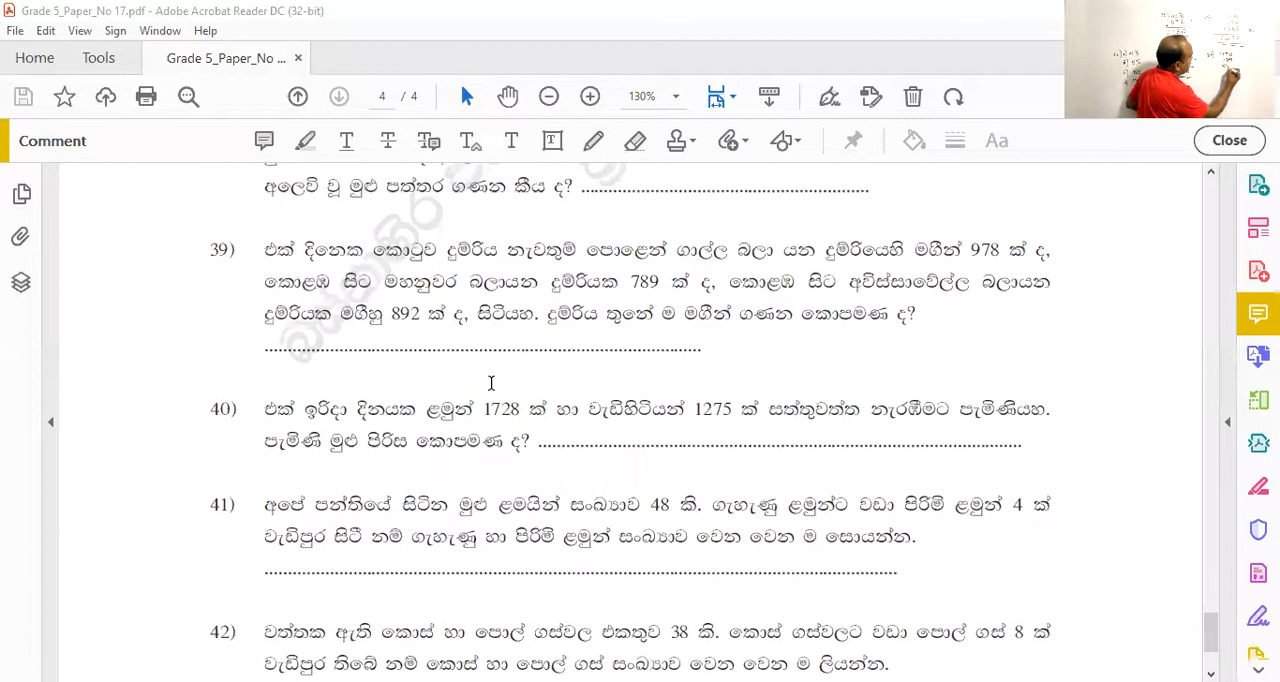 Grade 5_Paper_No 17.pdf - Adobe Acrobat Reader DC (32-bit)
File Edit View Sign Window Help
Home Tools Grade 5_Paper_No ... ×
4 / 4 130%
Comment Close
අලෙවි වූ මුළු පත්තර ගණන කීය ද? ..........................................................
39) එක් දිනෙක කොටුව දුම්රිය නැවතුම් පොළෙන් ගාල්ල බලා යන දුම්රියෙහි මගීන් 978 ක් ද,
කොළඹ සිට මහනුවර බලායන දුම්රියක 789 ක් ද, කොළඹ සිට අවිස්සාවේල්ල බලායන
දුම්රියක මගීහු 892 ක් ද, සිටියහ. දුම්රිය තුනේ ම මගීන් ගණන කොපමණ ද?
....................................................................................
40) එක් ඉරිදා දිනයක ළමුන් 1728 ක් හා වැඩිහිටියන් 1275 ක් සත්තුවත්ත නැරඹීමට පැමිණියහ.
පැමිණි මුළු පිරිස කොපමණ ද? ..............................................................................................
41) අපේ පන්තියේ සිටින මුළු ළමයින් සංඛ්‍යාව 48 කි. ගැහැණු ළමුන්ට වඩා පිරිමි ළමුන් 4 ක්
වැඩිපුර සිටී නම් ගැහැණු හා පිරිමි ළමුන් සංඛ්‍යාව වෙන වෙන ම සොයන්න.
..............................................................................................................................
42) වත්තක ඇති කොස් හා පොල් ගස්වල එකතුව 38 කි. කොස් ගස්වලට වඩා පොල් ගස් 8 ක්
වැඩිපුර තිබේ නම් කොස් හා පොල් ගස් සංඛ්‍යාව වෙන වෙන ම ලියන්න.